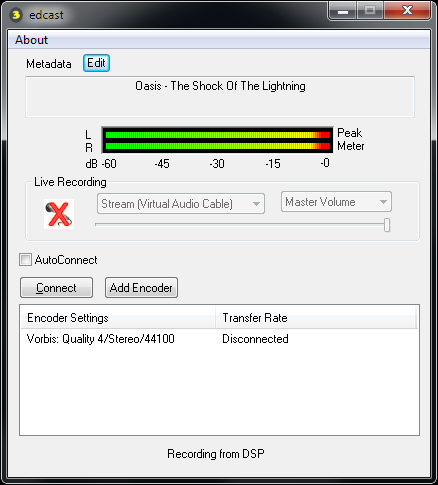 edcast
About
Metadata Edit
Oasis - The Shock Of The Lightning
L
R
Peak
Meter
dB -60 -45 -30 -15 -0
Live Recording
Stream (Virtual Audio Cable) Master Volume
AutoConnect
Connect Add Encoder
Encoder Settings Transfer Rate
Vorbis: Quality 4/Stereo/44100 Disconnected
Recording from DSP